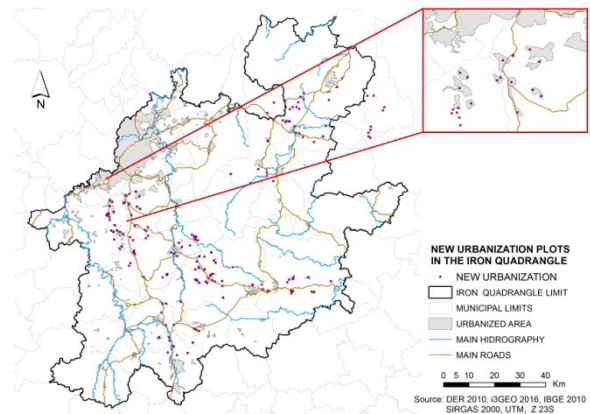 N
NEW URBANIZATION PLOTS
IN THE IRON QUADRANGLE
NEW URBANIZATION
IRON QUADRANGLE LIMIT
MUNICIPAL LIMITS
URBANIZED AREA
MAIN HIDROGRAPHY
MAIN ROADS
0 5 10 20 30 40
Km
Source: DER 2010, i3GEO 2016, IBGE 2010
SIRGAS 2000, UTM, Z 23S